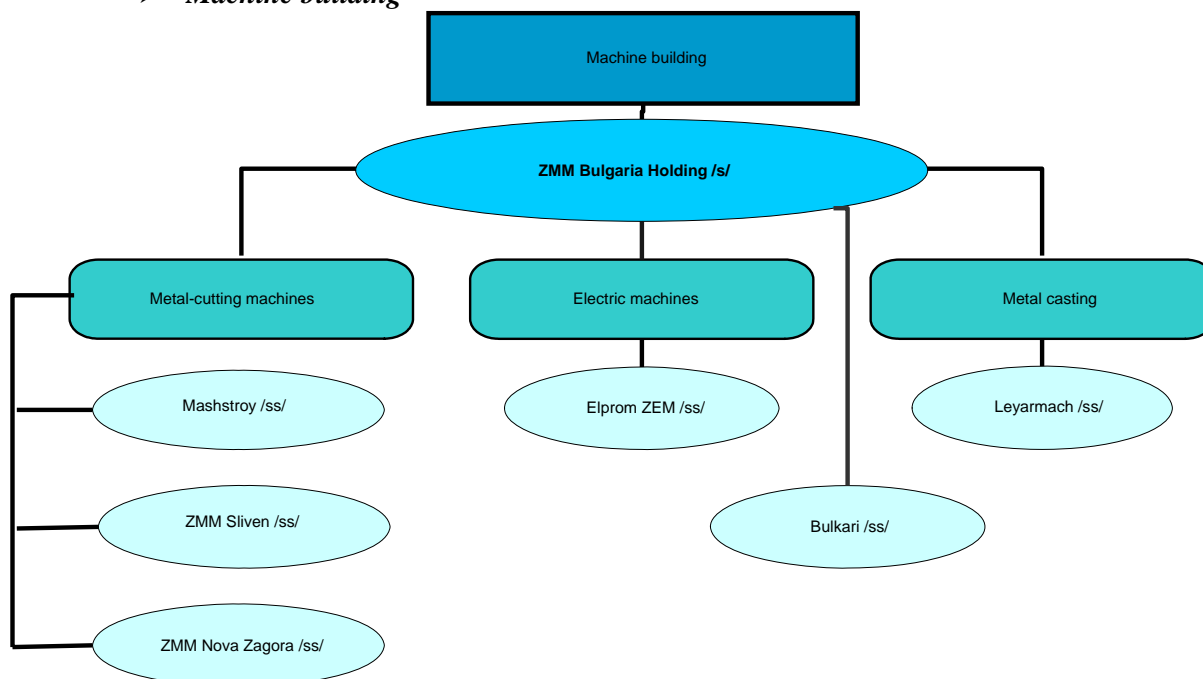 Machine building
Machine building
ZMM Bulgaria Holding /s/
Metal-cutting machines
Electric machines
Metal casting
Mashstroy /ss/
Elprom ZEM /ss/
Leyarmach /ss/
ZMM Sliven /ss/
Bulkari /ss/
ZMM Nova Zagora /ss/